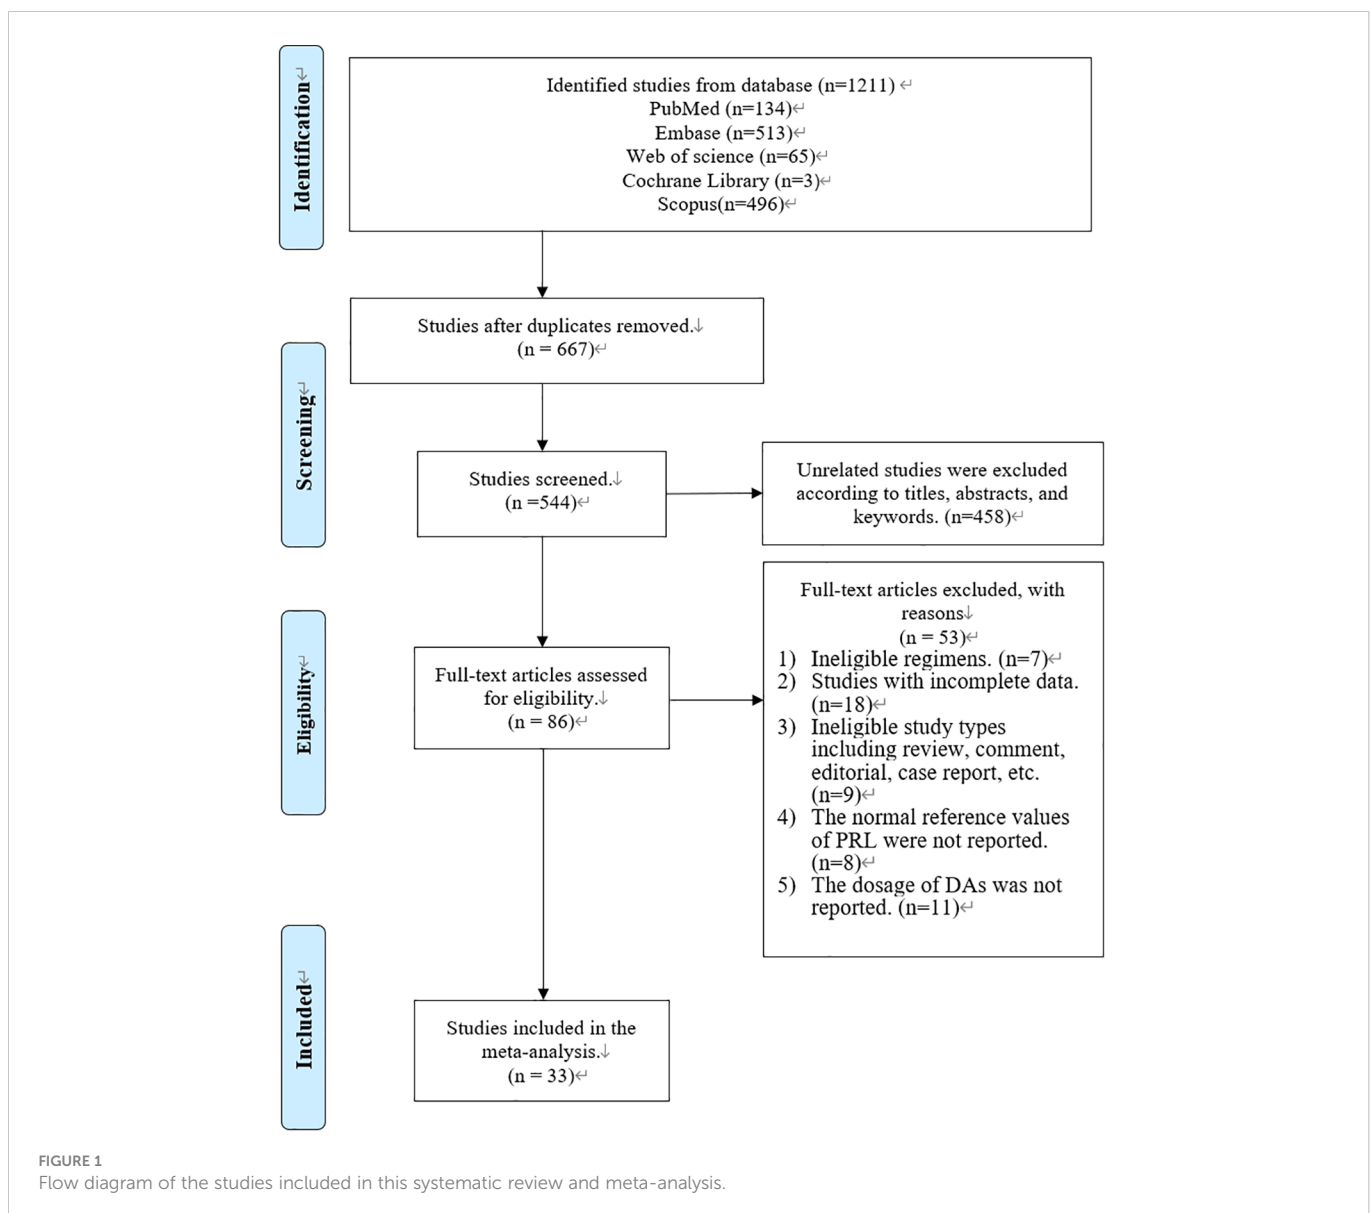 Identification↵
Identified studies from database (n=1211) ↵
PubMed (n=134)↵
Embase (n=513)↵
Web of science (n=65)↵
Cochrane Library (n=3)↵
Scopus(n=496)↵
Studies after duplicates removed.↓
(n = 667)↵
Screening↵
Studies screened.↓
(n =544)↵
Unrelated studies were excluded
according to titles, abstracts, and
keywords. (n=458)↵
Eligibility↵
Full-text articles assessed
for eligibility.↓
(n = 86)↵
Full-text articles excluded, with
reasons↓
(n = 53)↵
1) Ineligible regimens. (n=7)↵
2) Studies with incomplete data.
(n=18)↵
3) Ineligible study types
including review, comment,
editorial, case report, etc.
(n=9)↵
4) The normal reference values
of PRL were not reported.
(n=8)↵
5) The dosage of DAs was not
reported. (n=11)↵
Included↵
Studies included in the
meta-analysis.↓
(n = 33)↵
FIGURE 1
Flow diagram of the studies included in this systematic review and meta-analysis.